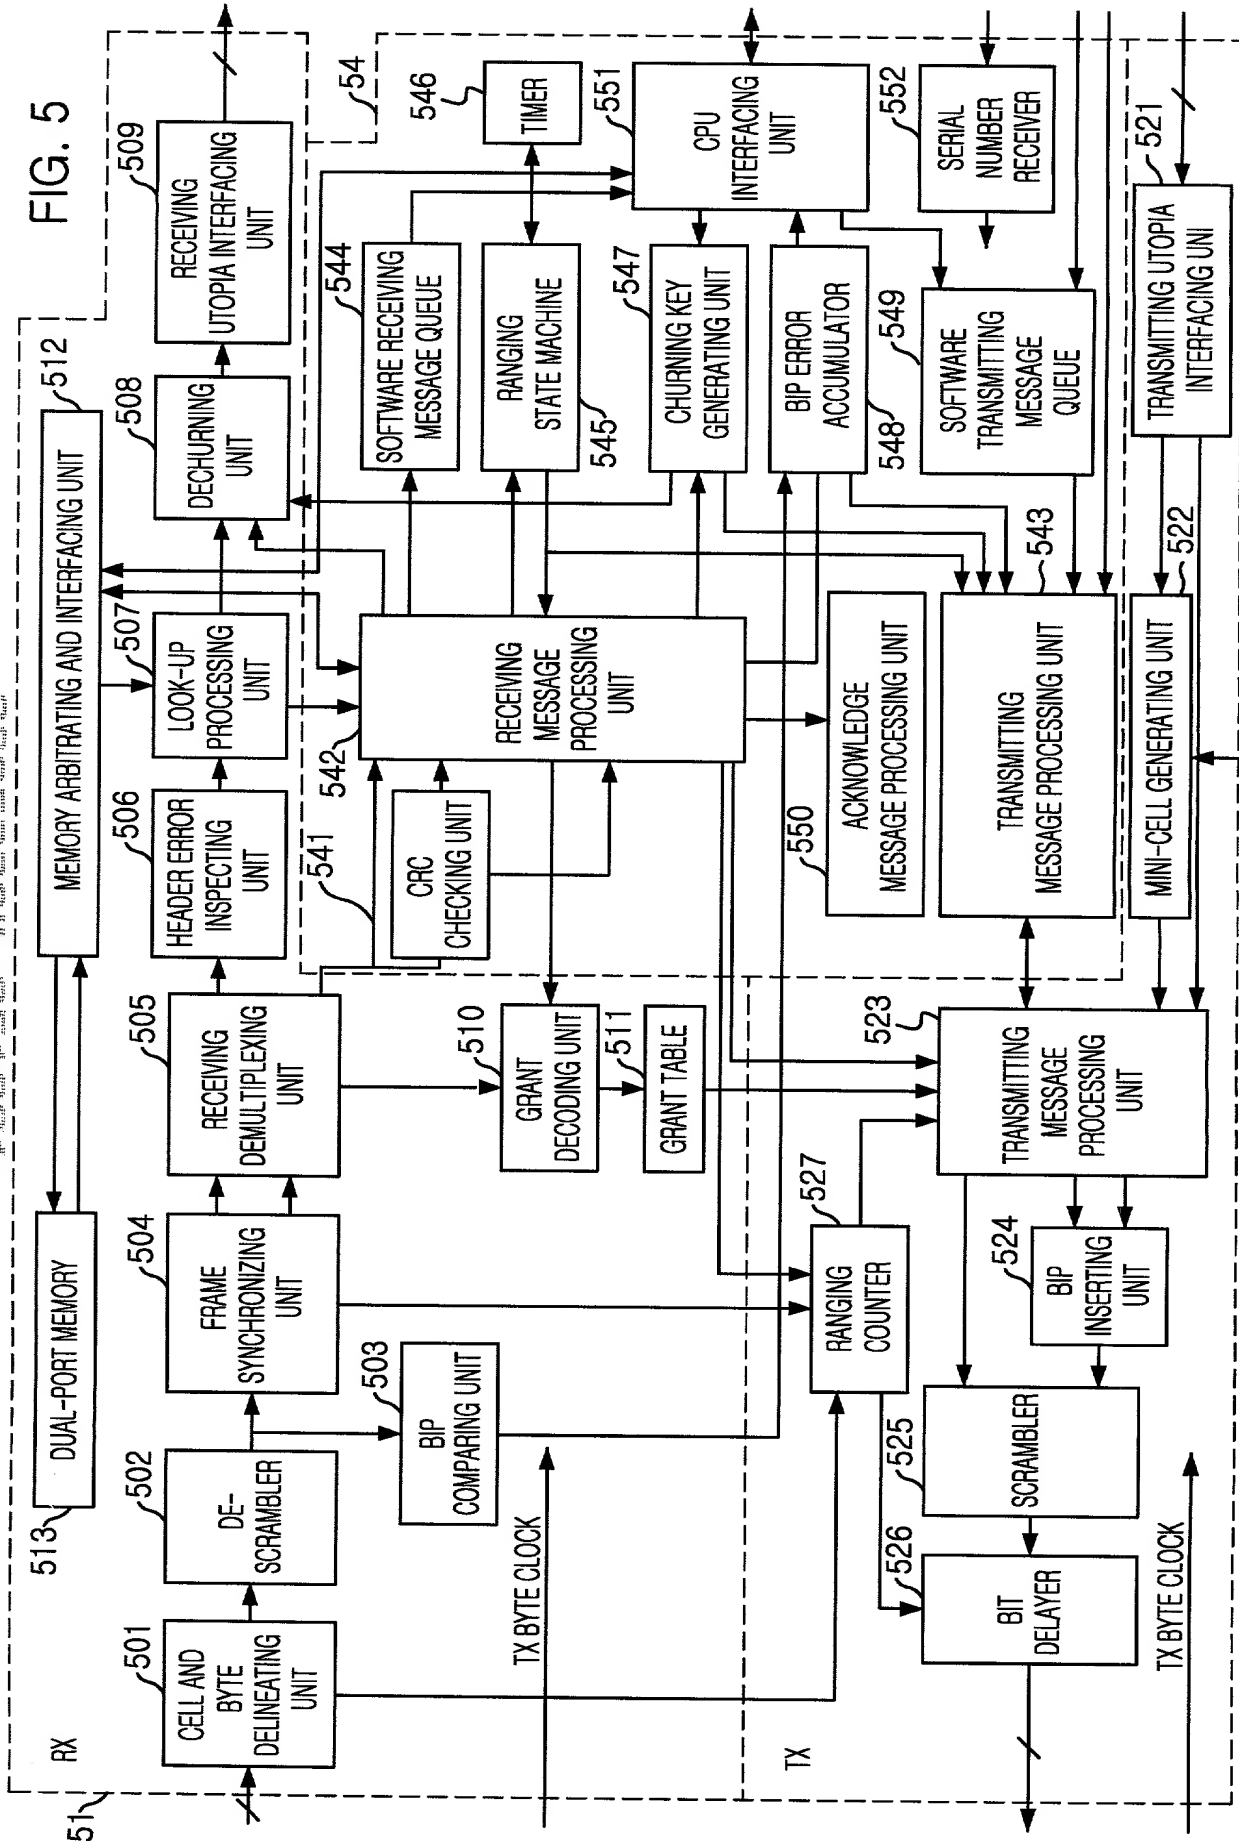 FIG. 5
51
RX
513
DUAL-PORT MEMORY
512
MEMORY ARBITRATING AND INTERFACING UNIT
501
CELL AND
BYTE
DELINEATING
UNIT
502
DE-
SCRAMBLER
504
FRAME
SYNCHRONIZING
UNIT
505
RECEIVING
DEMULTIPLEXING
UNIT
506
HEADER ERROR
INSPECTING
UNIT
507
LOOK-UP
PROCESSING
UNIT
508
DECHURNING
UNIT
509
RECEIVING
UTOPIA INTERFACING
UNIT
54
503
BIP
COMPARING UNIT
TX BYTE CLOCK
510
GRANT
DECODING UNIT
511
GRANT TABLE
541
CRC
CHECKING UNIT
542
RECEIVING
MESSAGE
PROCESSING
UNIT
544
SOFTWARE RECEIVING
MESSAGE QUEUE
RANGING
STATE MACHINE
545
546
TIMER
547
CHURNING KEY
GENERATING UNIT
551
CPU
INTERFACING
UNIT
BIP ERROR
ACCUMULATOR
548
549
SOFTWARE
TRANSMITTING
MESSAGE
QUEUE
552
SERIAL
NUMBER
RECEIVER
550
ACKNOWLEDGE
MESSAGE PROCESSING UNIT
543
TRANSMITTING
MESSAGE PROCESSING UNIT
TX
527
RANGING
COUNTER
526
BIT
DELAYER
525
SCRAMBLER
524
BIP
INSERTING
UNIT
523
TRANSMITTING
MESSAGE
PROCESSING
UNIT
522
MINI-CELL GENERATING UNIT
521
TRANSMITTING UTOPIA
INTERFACING UNI
TX BYTE CLOCK